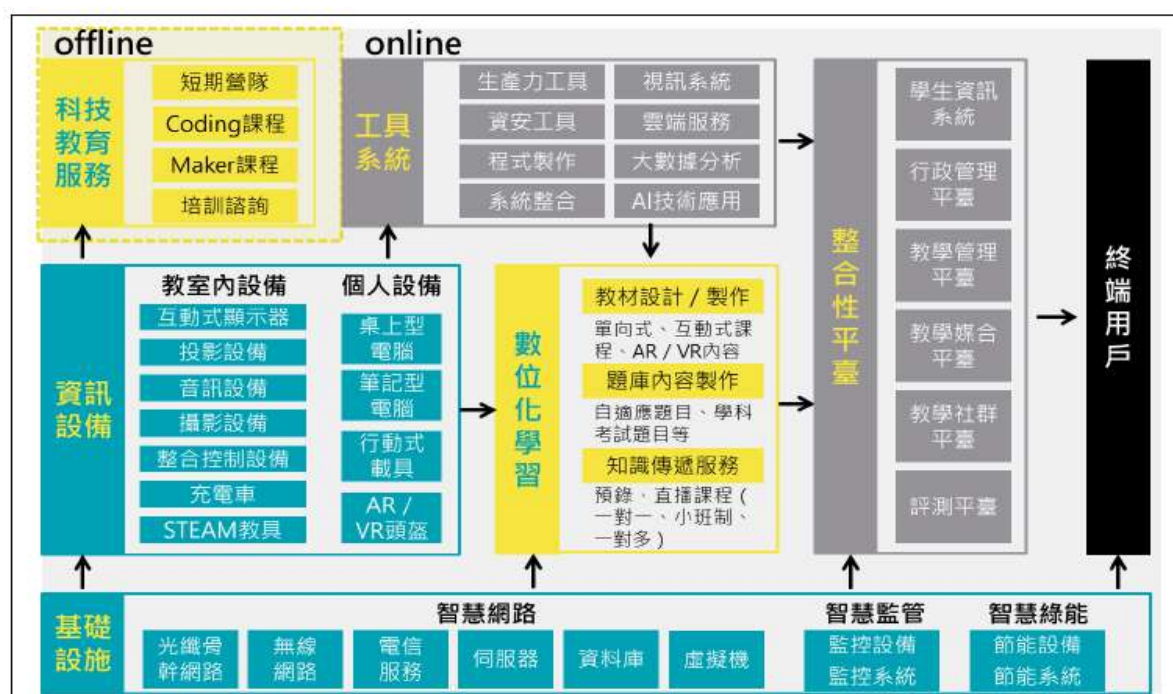 offline
科技
教育
服務
短期營隊
Coding課程
Maker課程
培訓諮詢
online
工具
系統
生產力工具
資安工具
程式製作
系統整合
視訊系統
雲端服務
大數據分析
AI技術應用
資訊
設備
教室內設備
互動式顯示器
投影設備
音訊設備
攝影設備
整合控制設備
充電車
STEAM教具
個人設備
桌上型
電腦
筆記型
電腦
行動式
載具
AR /
VR頭盔
數位化學習
教材設計 / 製作
單向式、互動式課
程、AR / VR內容
題庫內容製作
自適應題目、學科
考試題目等
知識傳遞服務
預錄、直播課程 (
一對一、小班制、
一對多 )
整合性平臺
學生資訊
系統
行政管理
平臺
教學管理
平臺
教學媒合
平臺
教學社群
平臺
評測平臺
終端用戶
基礎
設施
智慧網路
光纖骨
幹網路
無線
網路
電信
服務
伺服器
資料庫
虛擬機
智慧監管
監控設備
監控系統
智慧綠能
節能設備
節能系統